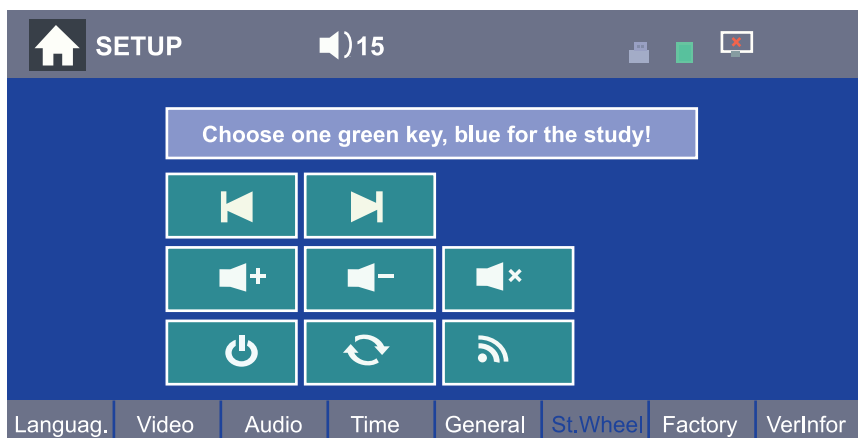 SETUP 15
Choose one green key, blue for the study!
Languag. Video Audio Time General St.Wheel Factory VerInfor